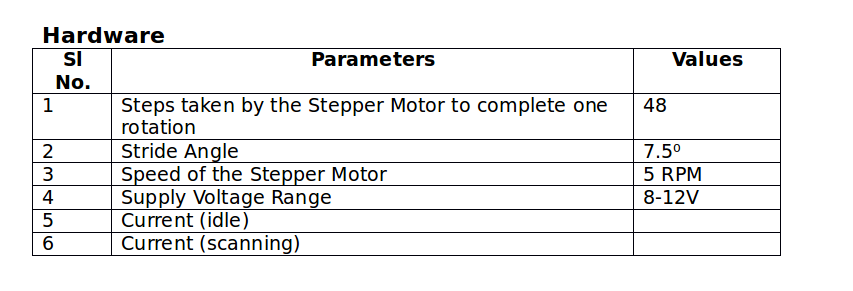 Hardware
Sl No. Parameters Values
1 Steps taken by the Stepper Motor to complete one rotation 48
2 Stride Angle 7.5⁰
3 Speed of the Stepper Motor 5 RPM
4 Supply Voltage Range 8-12V
5 Current (idle)
6 Current (scanning)